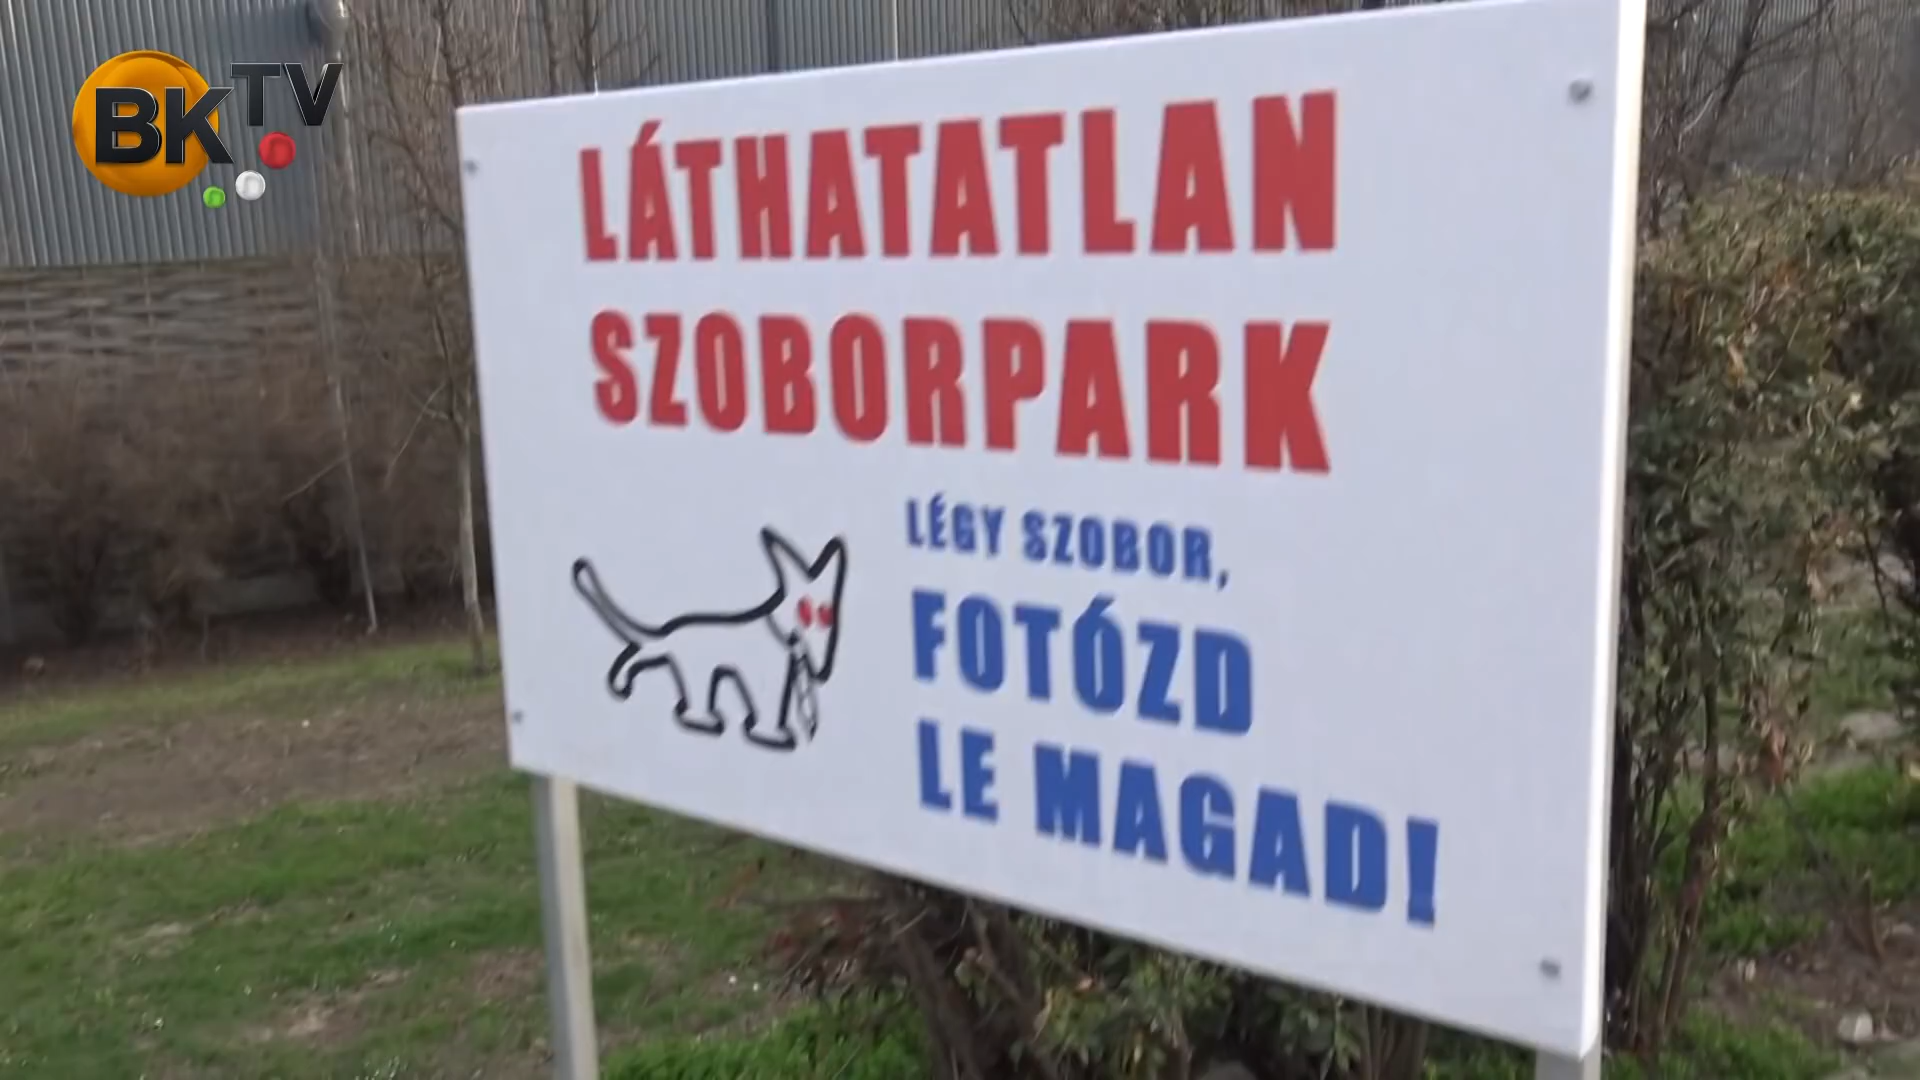 BKTV
LÁTHATATLAN
SZOBORPARK
LÉGY SZOBOR,
FOTÓZD
LE MAGAD!